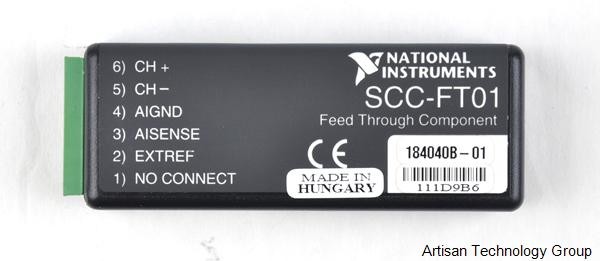 6) CH +
5) CH –
4) AIGND
3) AISENSE
2) EXTREF
1) NO CONNECT
NATIONAL
INSTRUMENTS
SCC-FT01
Feed Through Component
CE
MADE IN
HUNGARY
184040B-01
111D9B6
Artisan Technology Group